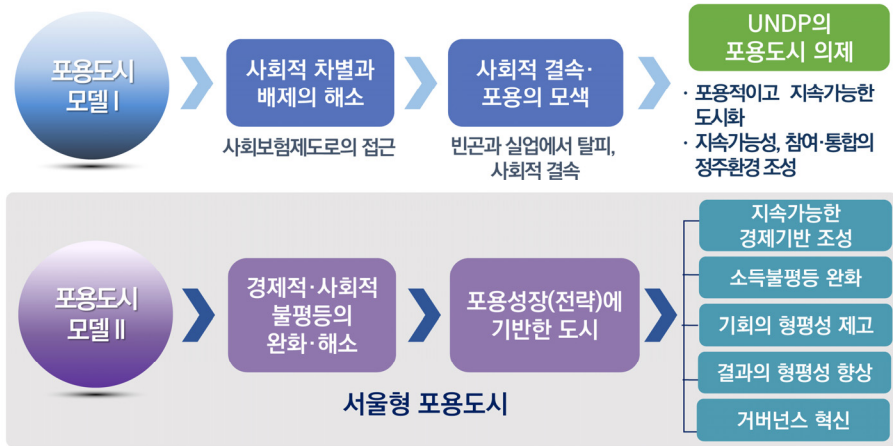 포용도시
모델 Ⅰ
사회적 차별과
배제의 해소
사회보험제도로의 접근
사회적 결속·
포용의 모색
빈곤과 실업에서 탈피,
사회적 결속
UNDP의
포용도시 의제
· 포용적이고 지속가능한
도시화
· 지속가능성, 참여·통합의
정주환경 조성
포용도시
모델 Ⅱ
경제적·사회적
불평등의
완화·해소
포용성장(전략)에
기반한 도시
서울형 포용도시
지속가능한
경제기반 조성
소득불평등 완화
기회의 형평성 제고
결과의 형평성 향상
거버넌스 혁신